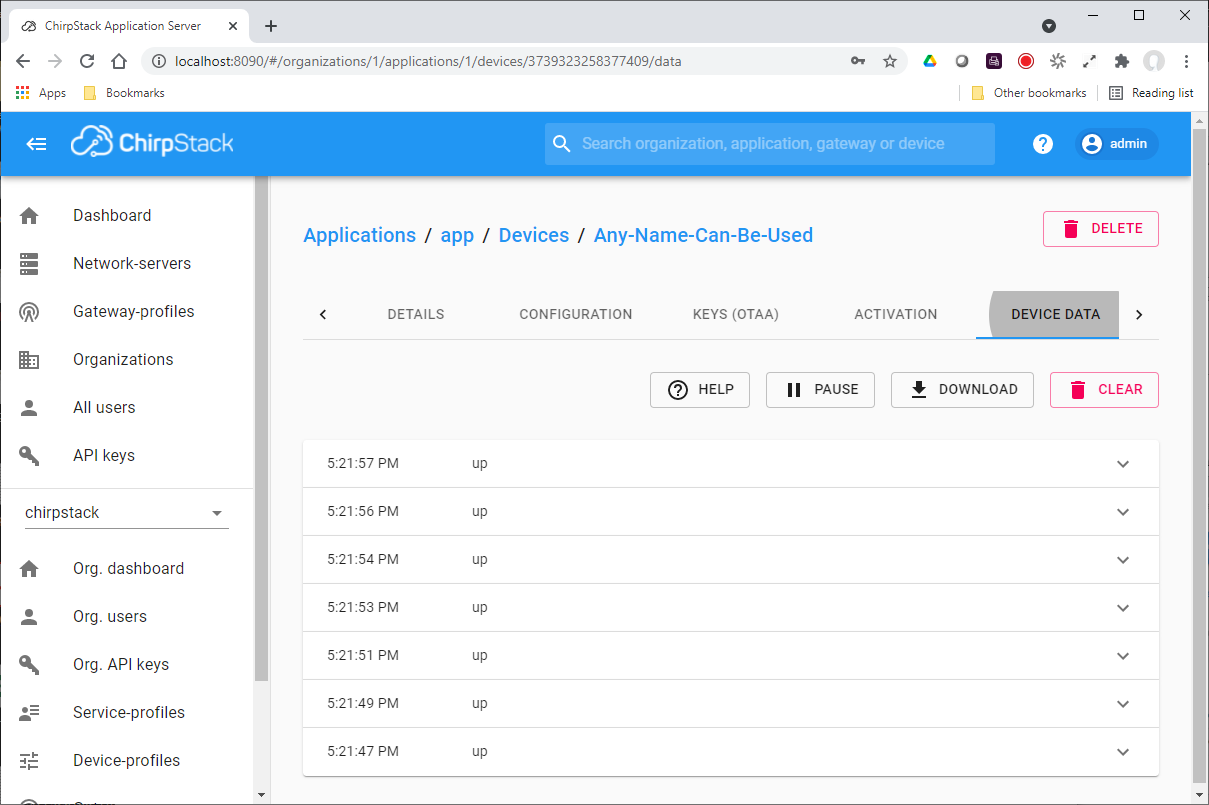 ChirpStack Application Server
localhost:8090/#/organizations/1/applications/1/devices/3739323258377409/data
Apps Bookmarks Other bookmarks Reading list
ChirpStack Search organization, application, gateway or device ? admin
Dashboard
Network-servers
Gateway-profiles
Organizations
All users
API keys
chirpstack
Org. dashboard
Org. users
Org. API keys
Service-profiles
Device-profiles
Applications / app / Devices / Any-Name-Can-Be-Used DELETE
DETAILS CONFIGURATION KEYS (OTAA) ACTIVATION DEVICE DATA
HELP PAUSE DOWNLOAD CLEAR
5:21:57 PM up
5:21:56 PM up
5:21:54 PM up
5:21:53 PM up
5:21:51 PM up
5:21:49 PM up
5:21:47 PM up